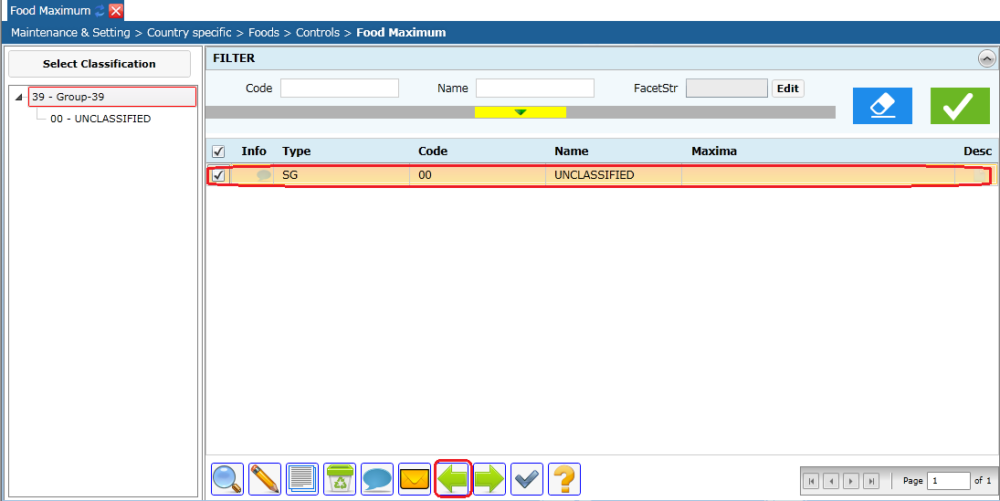 Food Maximum
Maintenance & Setting > Country specific > Foods > Controls > Food Maximum
Select Classification
39 - Group-39
00 - UNCLASSIFIED
FILTER
Code Name FacetStr Edit
Info Type Code Name Maxima Desc
SG 00 UNCLASSIFIED
Page 1 of 1